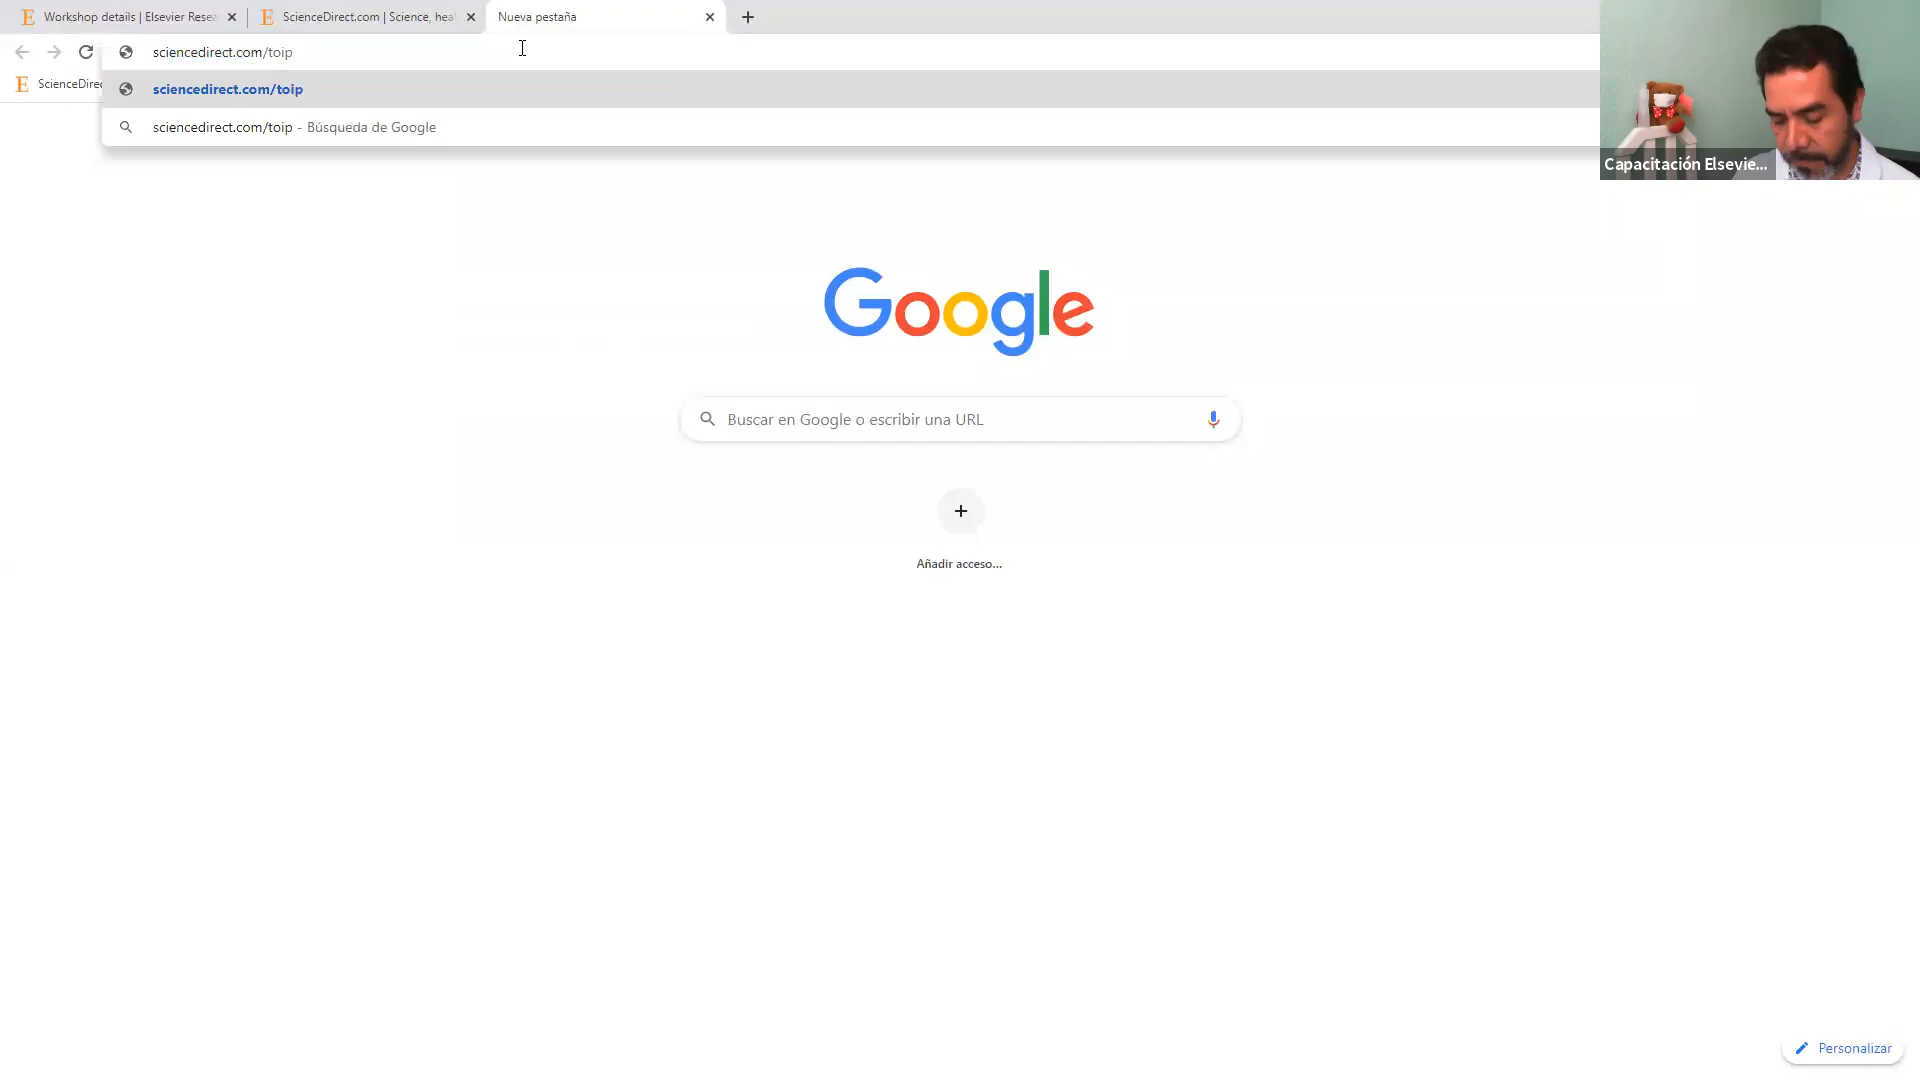 Workshop details | Elsevier Resea
ScienceDirect.com | Science, heal
Nueva pestaña
sciencedirect.com/toip
ScienceDirec
sciencedirect.com/toip
sciencedirect.com/toip - Búsqueda de Google
Capacitación Elsevie...
Google
Buscar en Google o escribir una URL
Añadir acceso...
Personalizar